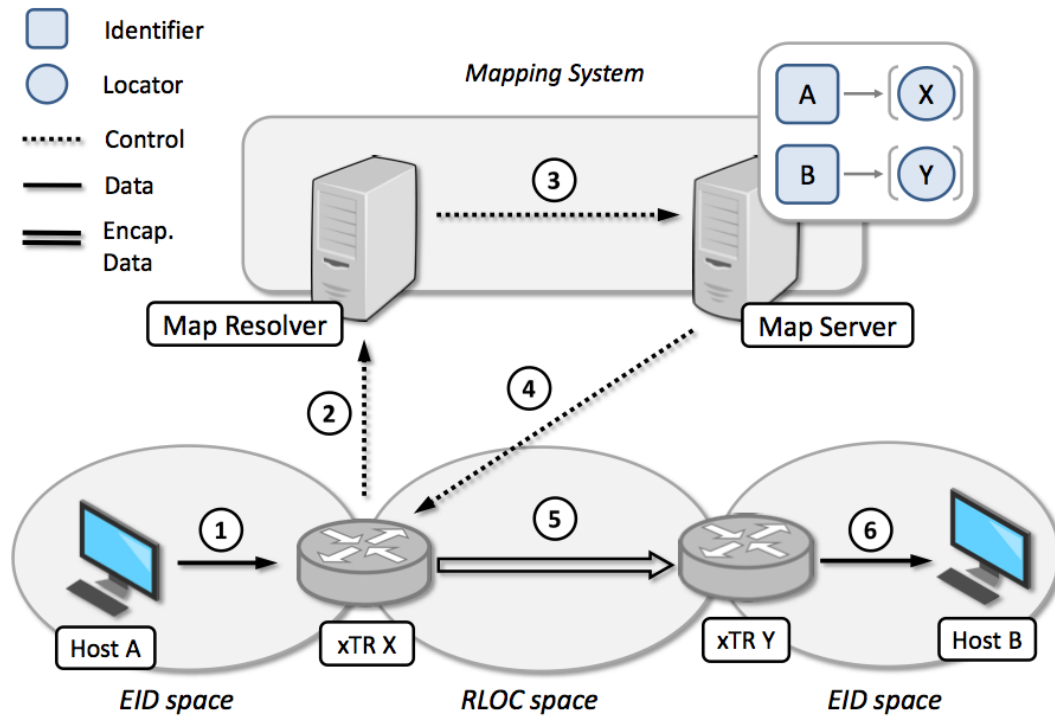 Identifier
Locator
Control
Data
Encap.
Data
Mapping System
A
X
B
Y
3
Map Resolver
Map Server
2
4
1
5
6
Host A
xTR X
xTR Y
Host B
EID space
RLOC space
EID space